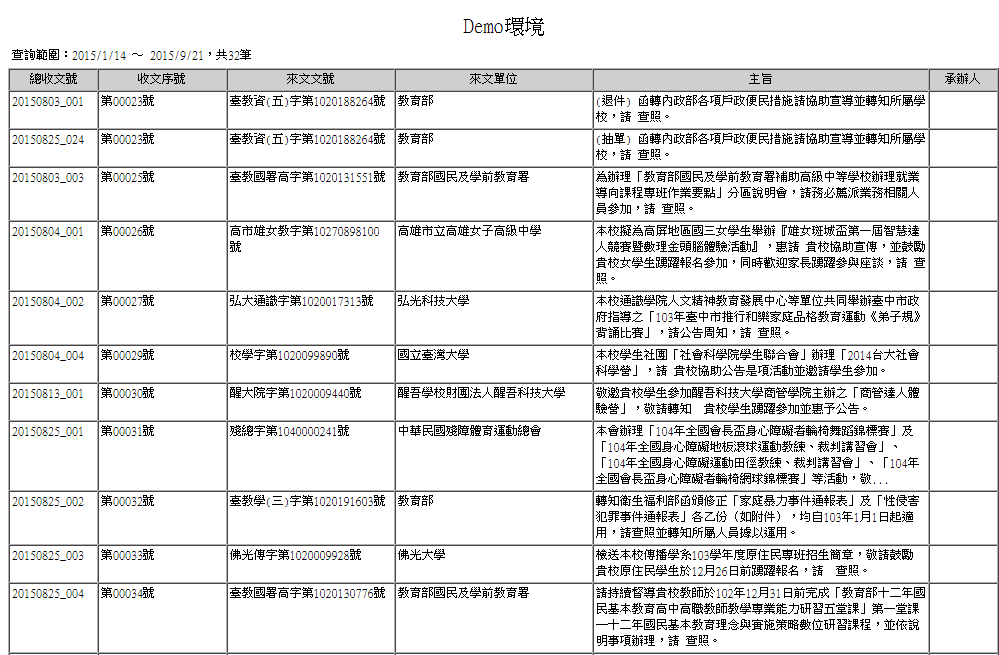 Demo環境
查詢範圍：2015/1/14 ～ 2015/9/21，共32筆
總收文號 收文序號 來文文號 來文單位 主旨 承辦人
20150803_001 第00023號 臺教資(五)字第1020188264號 教育部 (退件) 函轉內政部各項戶政便民措施請協助宣導並轉知所屬學
校，請 查照。
20150825_024 第00023號 臺教資(五)字第1020188264號 教育部 (抽單) 函轉內政部各項戶政便民措施請協助宣導並轉知所屬學
校，請 查照。
20150803_003 第00025號 臺教國署高字第1020131551號 教育部國民及學前教育署 為辦理「教育部國民及學前教育署補助高級中等學校辦理就業
導向課程專班作業要點」分區說明會，請務必薦派業務相關人
員參加，請 查照。
20150804_001 第00026號 高市雄女教字第10270898100 高雄市立高雄女子高級中學 本校擬為高屏地區國三女學生舉辦『雄女斑城盃第一屆智慧達
號 人競賽暨數理金頭腦體驗活動』，惠請 貴校協助宣傳，並鼓勵
貴校女學生踴躍報名參加，同時歡迎家長踴躍參與座談，請 查
照。
20150804_002 第00027號 弘大通識字第1020017313號 弘光科技大學 本校通識學院人文精神教育發展中心等單位共同舉辦臺中市政
府指導之「103年臺中市推行和樂家庭品格教育運動《弟子規》
背誦比賽」，請公告周知，請 查照。
20150804_004 第00029號 校學字第1020099890號 國立臺灣大學 本校學生社團「社會科學院學生聯合會」辦理「2014台大社會
科學營」，請 貴校協助公告是項活動並邀請學生參加。
20150813_001 第00030號 醒大院字第1020009440號 醒吾學校財團法人醒吾科技大學 敬邀貴校學生參加醒吾科技大學商管學院主辦之「商管達人體
驗營」，敬請轉知　貴校學生踴躍參加並惠予公告。
20150825_001 第00031號 殘總字第1040000241號 中華民國殘障體育運動總會 本會辦理「104年全國會長盃身心障礙者輪椅舞蹈錦標賽」及
「104年全國身心障礙地板滾球運動教練、裁判講習會」、
「104年全國身心障礙運動田徑教練、裁判講習會」、「104年
全國會長盃身心障礙者輪椅網球錦標賽」等活動，敬...
20150825_002 第00032號 臺教學(三)字第1020191603號 教育部 轉知衛生福利部函頒修正「家庭暴力事件通報表」及「性侵害
犯罪事件通報表」各乙份（如附件），均自103年1月1日起適
用，請查照並轉知所屬人員據以運用。
20150825_003 第00033號 佛光傳字第1020009928號 佛光大學 檢送本校傳播學系103學年度原住民專班招生簡章，敬請鼓勵
貴校原住民學生於12月26日前踴躍報名，請　查照。
20150825_004 第00034號 臺教國署高字第1020130776號 教育部國民及學前教育署 請持續督導貴校教師於102年12月31日前完成「教育部十二年國
民基本教育高中高職教師教學專業能力研習五堂課」第一堂課
—十二年國民基本教育理念與實施策略數位研習課程，並依說
明事項辦理，請 查照。